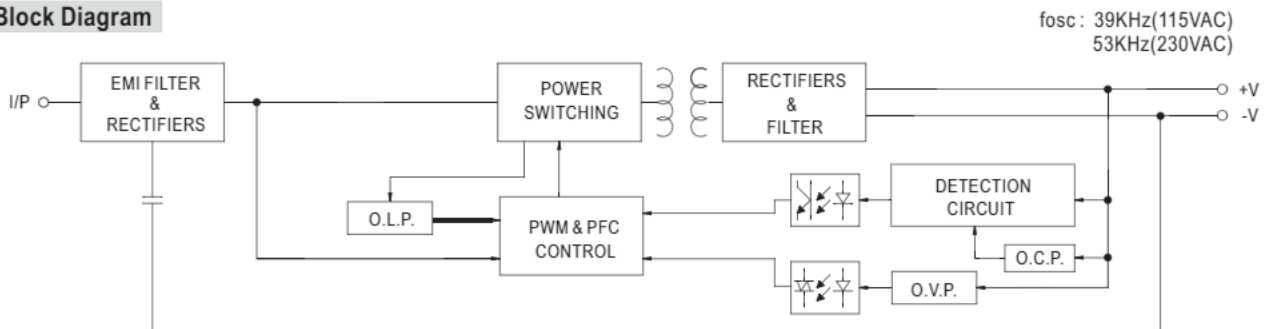 Block Diagram
fosc : 39KHz(115VAC)
53KHz(230VAC)
I/P
EMI FILTER
&
RECTIFIERS
POWER
SWITCHING
RECTIFIERS
&
FILTER
+V
-V
O.L.P.
PWM & PFC
CONTROL
DETECTION
CIRCUIT
O.C.P.
O.V.P.